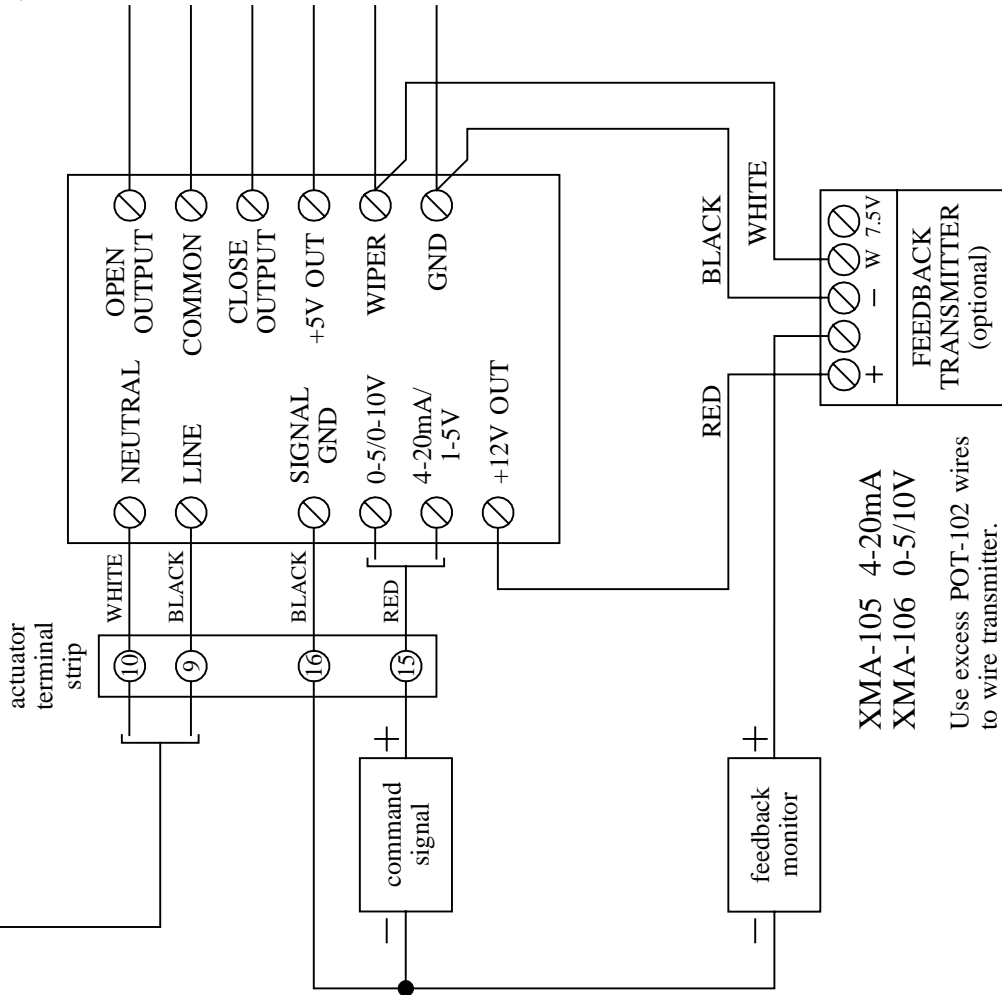 actuator
terminal
strip
10
9
16
15
WHITE
BLACK
BLACK
RED
NEUTRAL
LINE
SIGNAL
GND
0-5/0-10V
4-20mA/
1-5V
+12V OUT
OPEN
OUTPUT
COMMON
CLOSE
OUTPUT
+5V OUT
WIPER
GND
command
signal
+
−
feedback
monitor
+
−
RED
BLACK
WHITE
+
−
W
7.5V
FEEDBACK
TRANSMITTER
(optional)
XMA-105 4-20mA
XMA-106 0-5/10V
Use excess POT-102 wires
to wire transmitter.